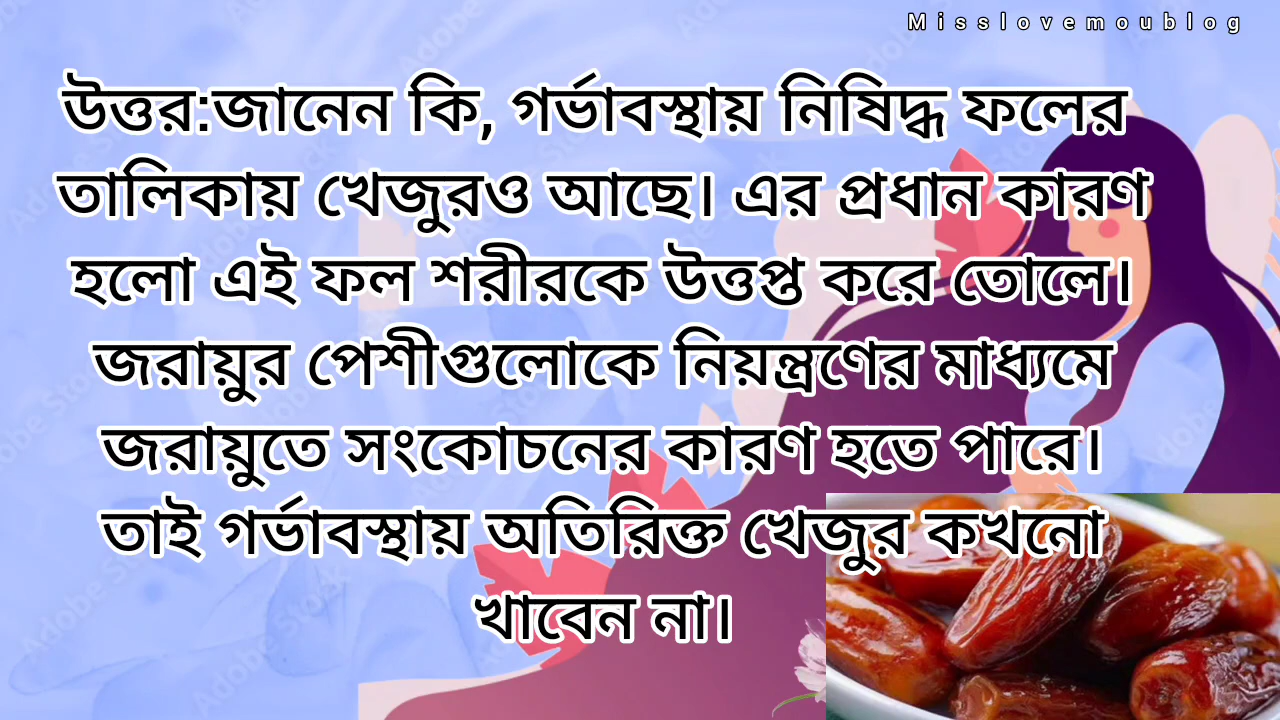 Misslovemoublog
উত্তর:জানেন কি, গর্ভাবস্থায় নিষিদ্ধ ফলের
তালিকায় খেজুরও আছে। এর প্রধান কারণ
হলো এই ফল শরীরকে উত্তপ্ত করে তোলে।
জরায়ুর পেশীগুলোকে নিয়ন্ত্রণের মাধ্যমে
জরায়ুতে সংকোচনের কারণ হতে পারে।
তাই গর্ভাবস্থায় অতিরিক্ত খেজুর কখনো
খাবেন না।